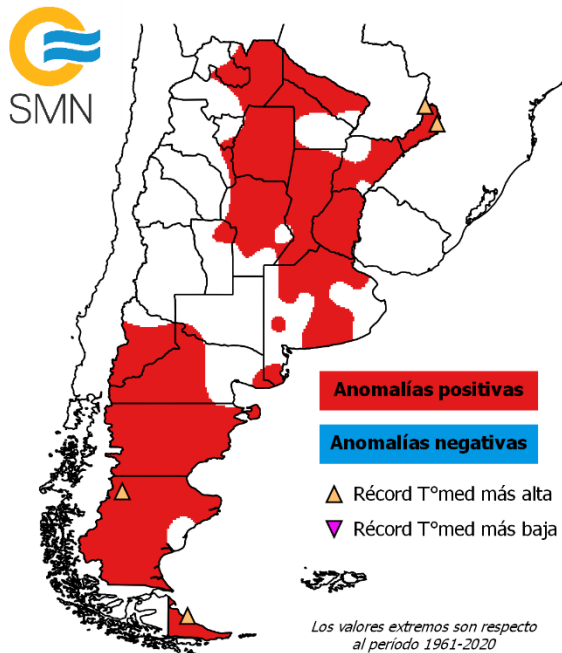 SMN
Anomalías positivas
Anomalías negativas
Récord T°med más alta
Récord T°med más baja
Los valores extremos son respecto
al período 1961-2020